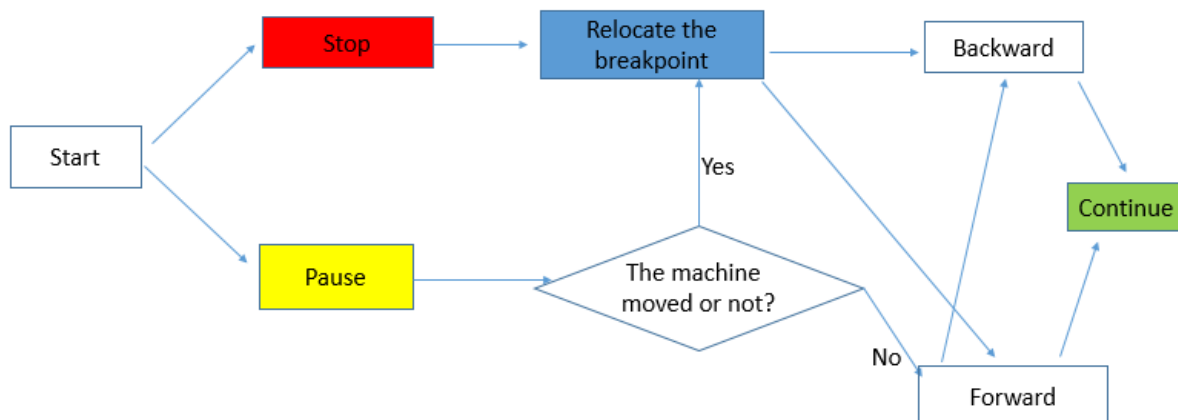 Stop
Relocate the
breakpoint
Backward
Start
Yes
Continue
Pause
The machine
moved or not?
No
Forward